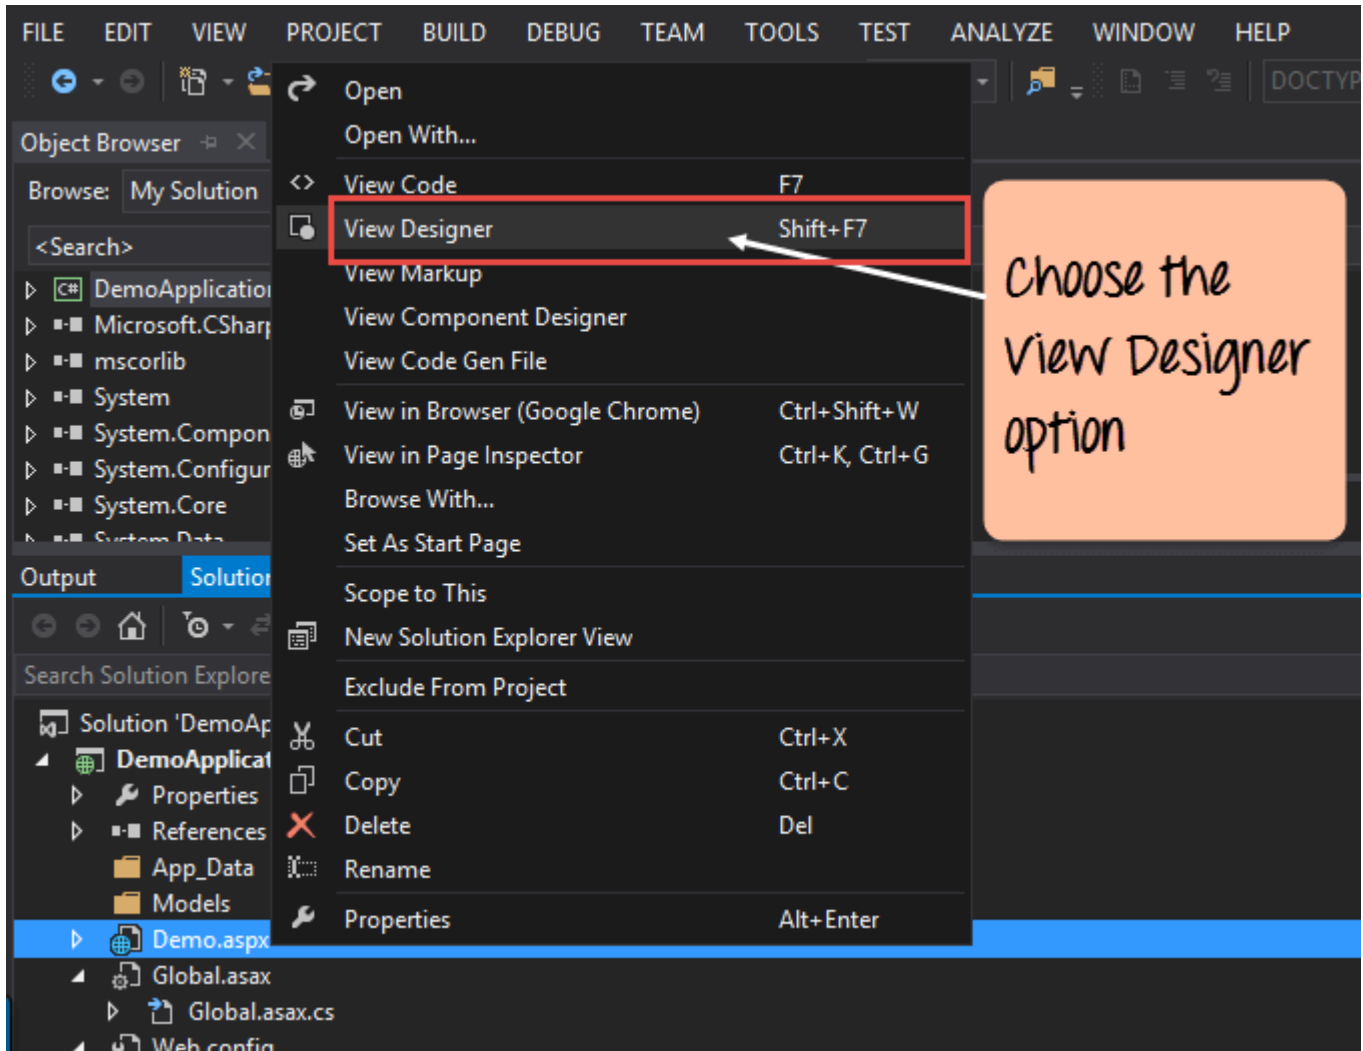 FILE EDIT VIEW PROJECT BUILD DEBUG TEAM TOOLS TEST ANALYZE WINDOW HELP
DOCTYP
Object Browser
Browse: My Solution
<Search>
DemoApplication
Microsoft.CSharp
mscorlib
System
System.Compon
System.Configur
System.Core
System.Data
Open
Open With...
View Code F7
View Designer Shift+F7
View Markup
View Component Designer
View Code Gen File
View in Browser (Google Chrome) Ctrl+Shift+W
View in Page Inspector Ctrl+K, Ctrl+G
Browse With...
Set As Start Page
Scope to This
New Solution Explorer View
Exclude From Project
Cut Ctrl+X
Copy Ctrl+C
Delete Del
Rename
Properties Alt+Enter
Choose the
View Designer
option
Output Solution
Search Solution Explore
Solution 'DemoAp
DemoApplicat
Properties
References
App_Data
Models
Demo.aspx
Global.asax
Global.asax.cs
Web.config